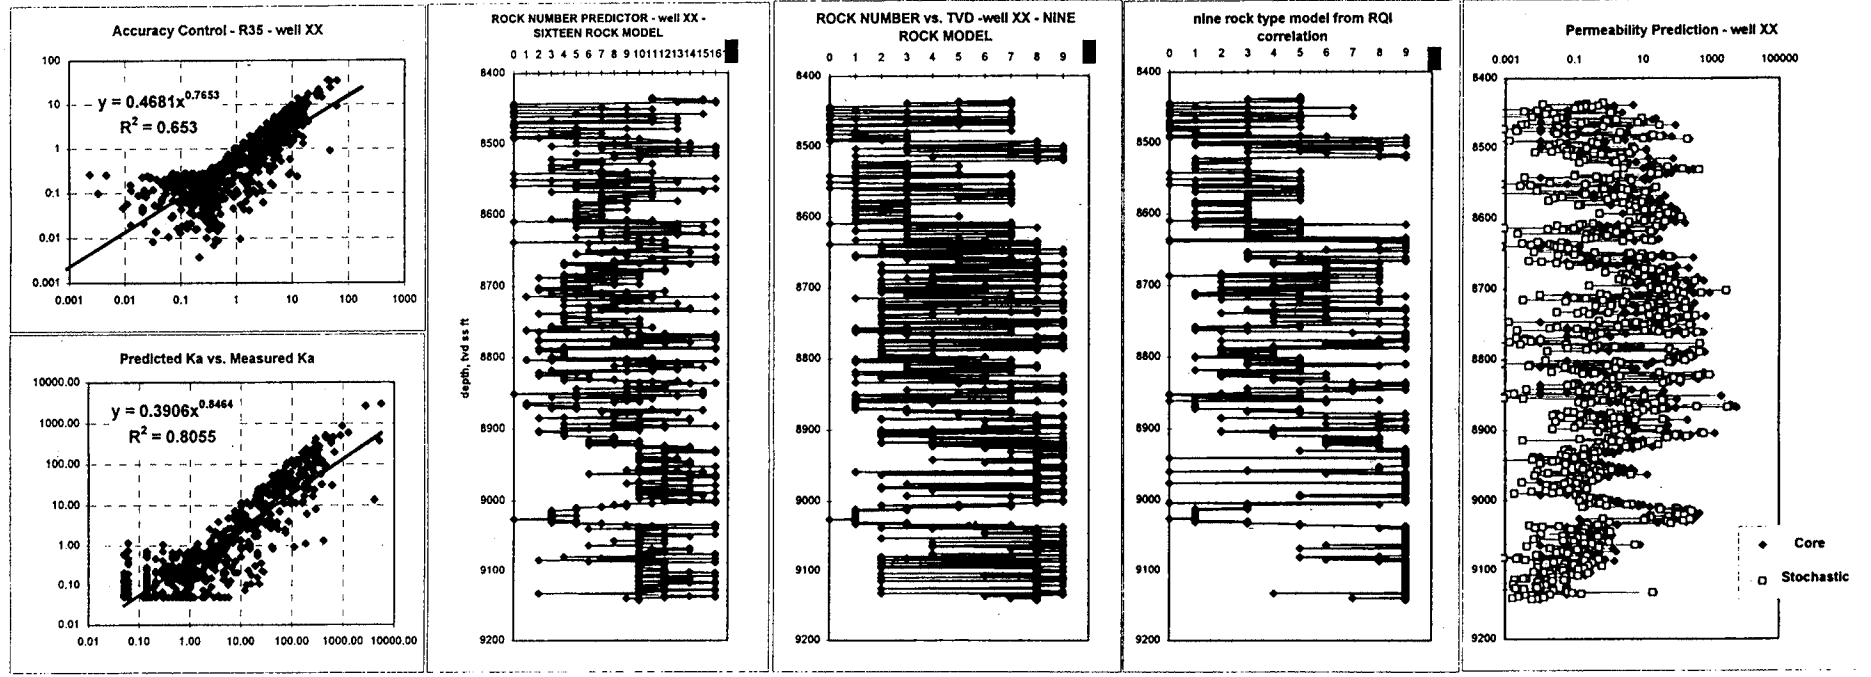 Accuracy Control - R35 - well XX
100
10
1
0.1
0.01
0.001
y = 0.4681x^0.7653
R² = 0.653
0.001 0.01 0.1 1 10 100 1000
Predicted Ka vs. Measured Ka
10000.00
1000.00
100.00
10.00
1.00
0.10
0.01
y = 0.3906x^0.8464
R² = 0.8055
0.01 0.10 1.00 10.00 100.00 1000.00 10000.00
ROCK NUMBER PREDICTOR - well XX -
SIXTEEN ROCK MODEL
0 1 2 3 4 5 6 7 8 9 10 11 12 13 14 15 16
8400
8500
8600
8700
8800
8900
9000
9100
9200
depth, tvd ss ft
ROCK NUMBER vs. TVD -well XX - NINE
ROCK MODEL
0 1 2 3 4 5 6 7 8 9
8400
8500
8600
8700
8800
8900
9000
9100
9200
nine rock type model from RQI
correlation
0 1 2 3 4 5 6 7 8 9
8400
8500
8600
8700
8800
8900
9000
9100
9200
Permeability Prediction - well XX
0.001 0.1 10 1000 100000
8400
8500
8600
8700
8800
8900
9000
9100
9200
Core
Stochastic